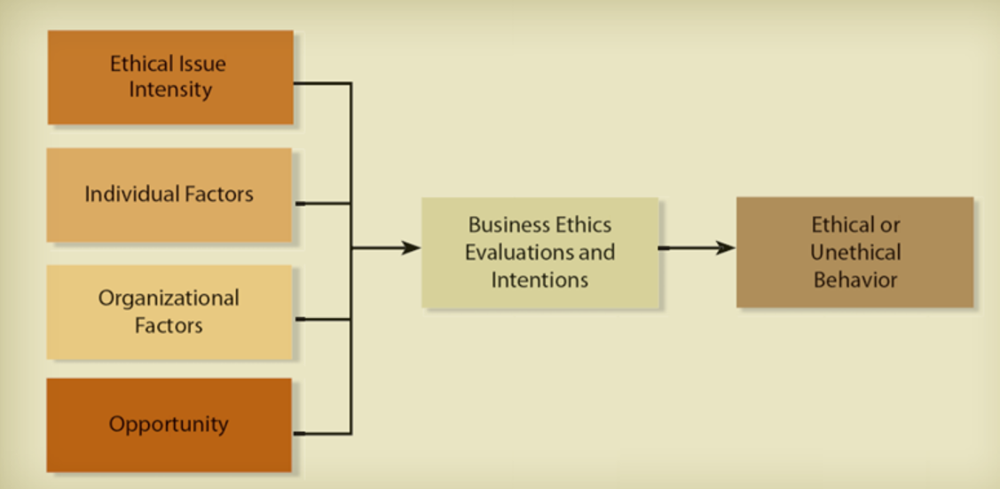 Ethical Issue
Intensity
Individual Factors
Organizational
Factors
Opportunity
Business Ethics
Evaluations and
Intentions
Ethical or
Unethical
Behavior